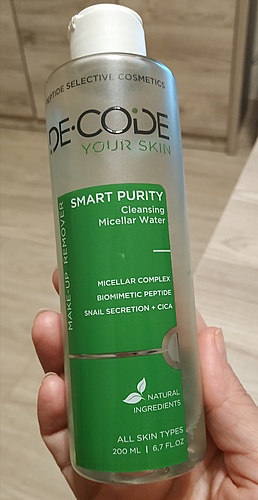 PEPTIDE SELECTIVE COSMETICS
DE•CODE
YOUR SKIN
SMART PURITY
Cleansing
Micellar Water
MAKE-UP REMOVER
MICELLAR COMPLEX
BIOMIMETIC PEPTIDE
SNAIL SECRETION + CICA
NATURAL
INGREDIENTS
ALL SKIN TYPES
200 ML | 6.7 FL.OZ